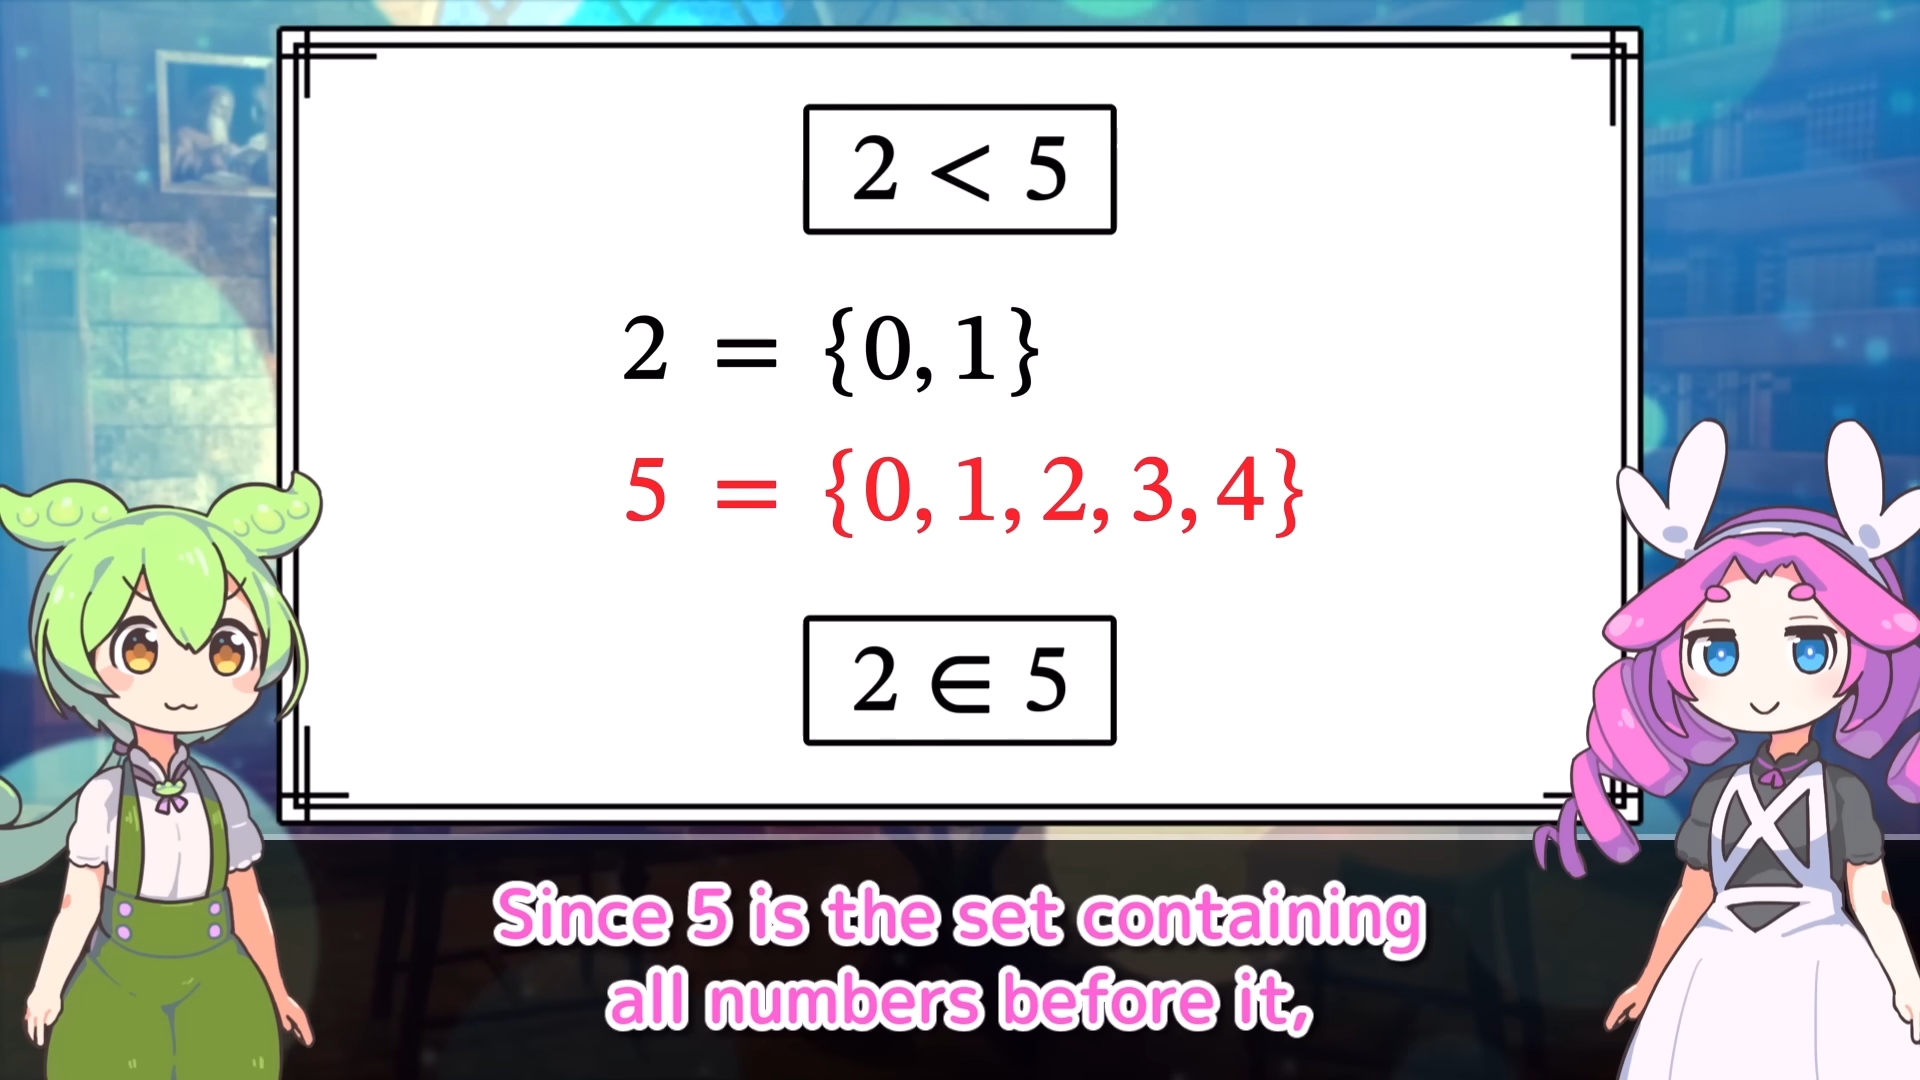 2 < 5
2 = {0, 1}
5 = {0, 1, 2, 3, 4}
2 ∈ 5
Since 5 is the set containing
all numbers before it,